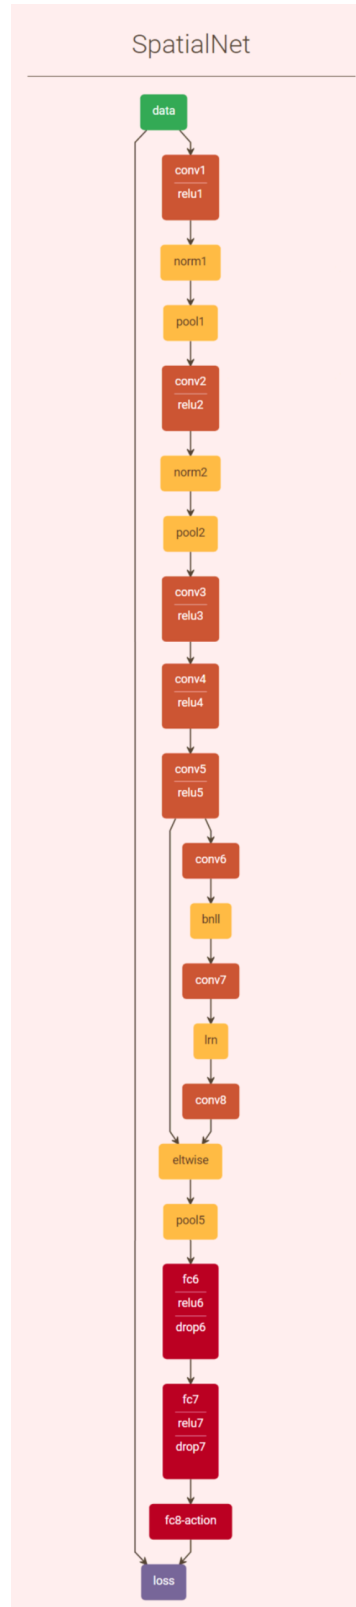 SpatialNet
data
conv1
relu1
norm1
pool1
conv2
relu2
norm2
pool2
conv3
relu3
conv4
relu4
conv5
relu5
conv6
bnll
conv7
lrn
conv8
eltwise
pool5
fc6
relu6
drop6
fc7
relu7
drop7
fc8-action
loss